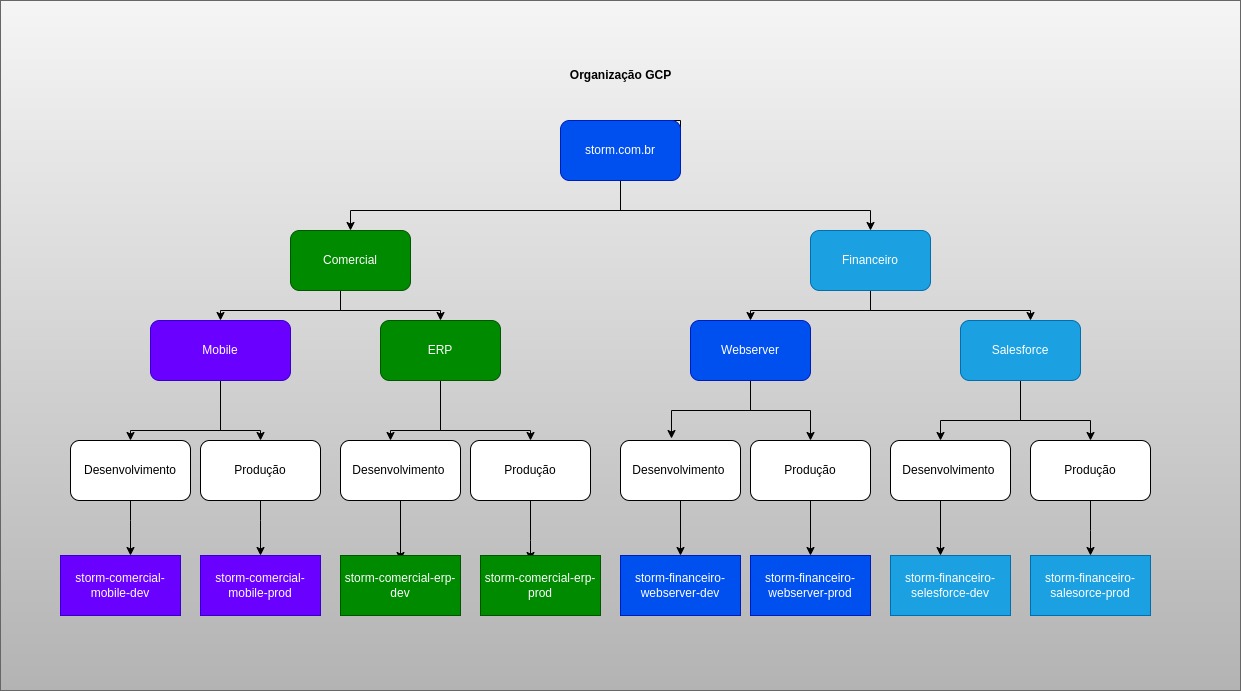 Organização GCP
storm.com.br
Comercial
Financeiro
Mobile
ERP
Webserver
Salesforce
Desenvolvimento
Produção
Desenvolvimento
Produção
Desenvolvimento
Produção
Desenvolvimento
Produção
storm-comercial-
mobile-dev
storm-comercial-
mobile-prod
storm-comercial-erp-
dev
storm-comercial-erp-
prod
storm-financeiro-
webserver-dev
storm-financeiro-
webserver-prod
storm-financeiro-
selesforce-dev
storm-financeiro-
salesorce-prod